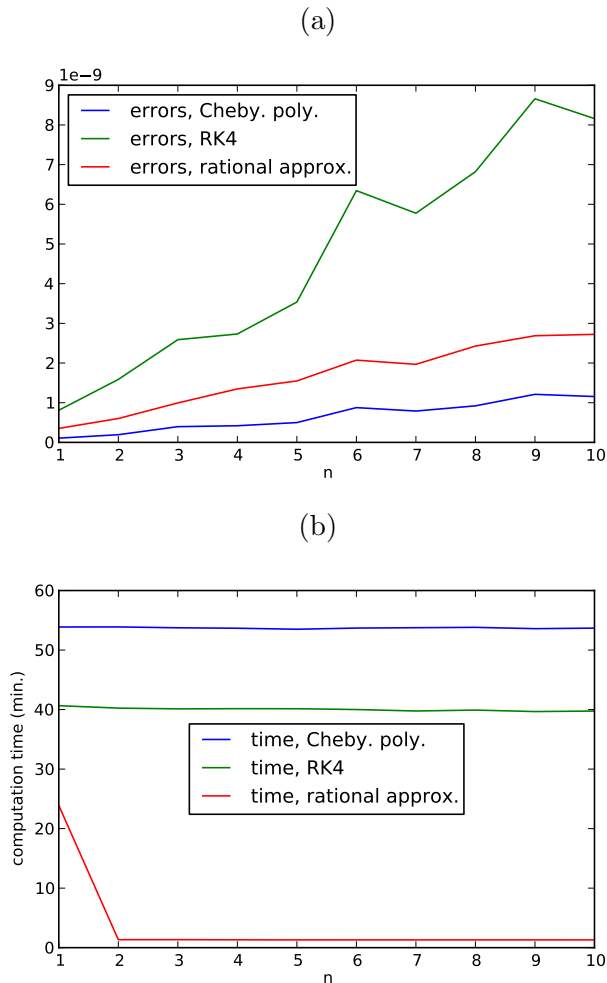 (a)
1e−9
9
8
7
6
5
4
3
2
1
0
errors, Cheby. poly.
errors, RK4
errors, rational approx.
1 2 3 4 5 6 7 8 9 10
n
(b)
60
50
40
30
20
10
0
computation time (min.)
time, Cheby. poly.
time, RK4
time, rational approx.
1 2 3 4 5 6 7 8 9 10
n